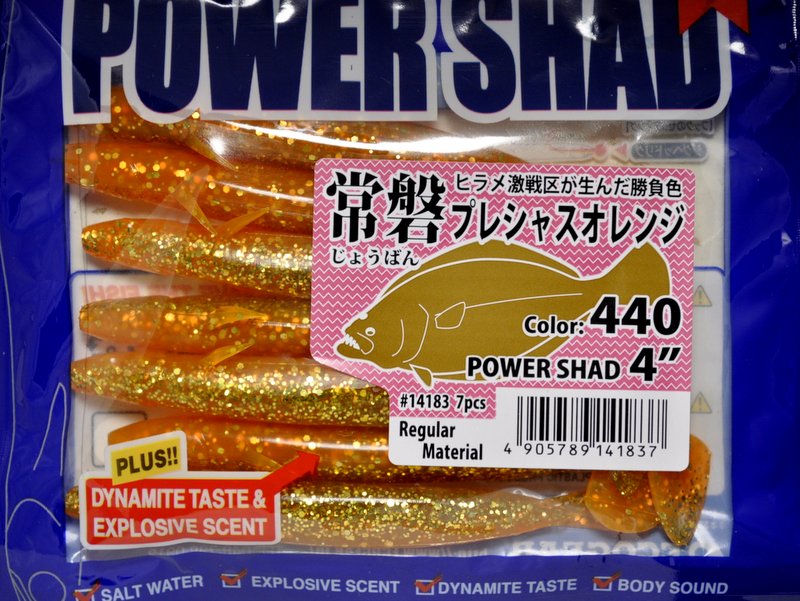 POWER SHAD
ヒラメ激戦区が生んだ勝負色
常磐 プレシャスオレンジ
じょうばん
Color: 440
POWER SHAD 4”
#14183 7pcs
Regular
Material
4 905789 141837
PLUS!!
DYNAMITE TASTE &
EXPLOSIVE SCENT
SALT WATER EXPLOSIVE SCENT DYNAMITE TASTE BODY SOUND